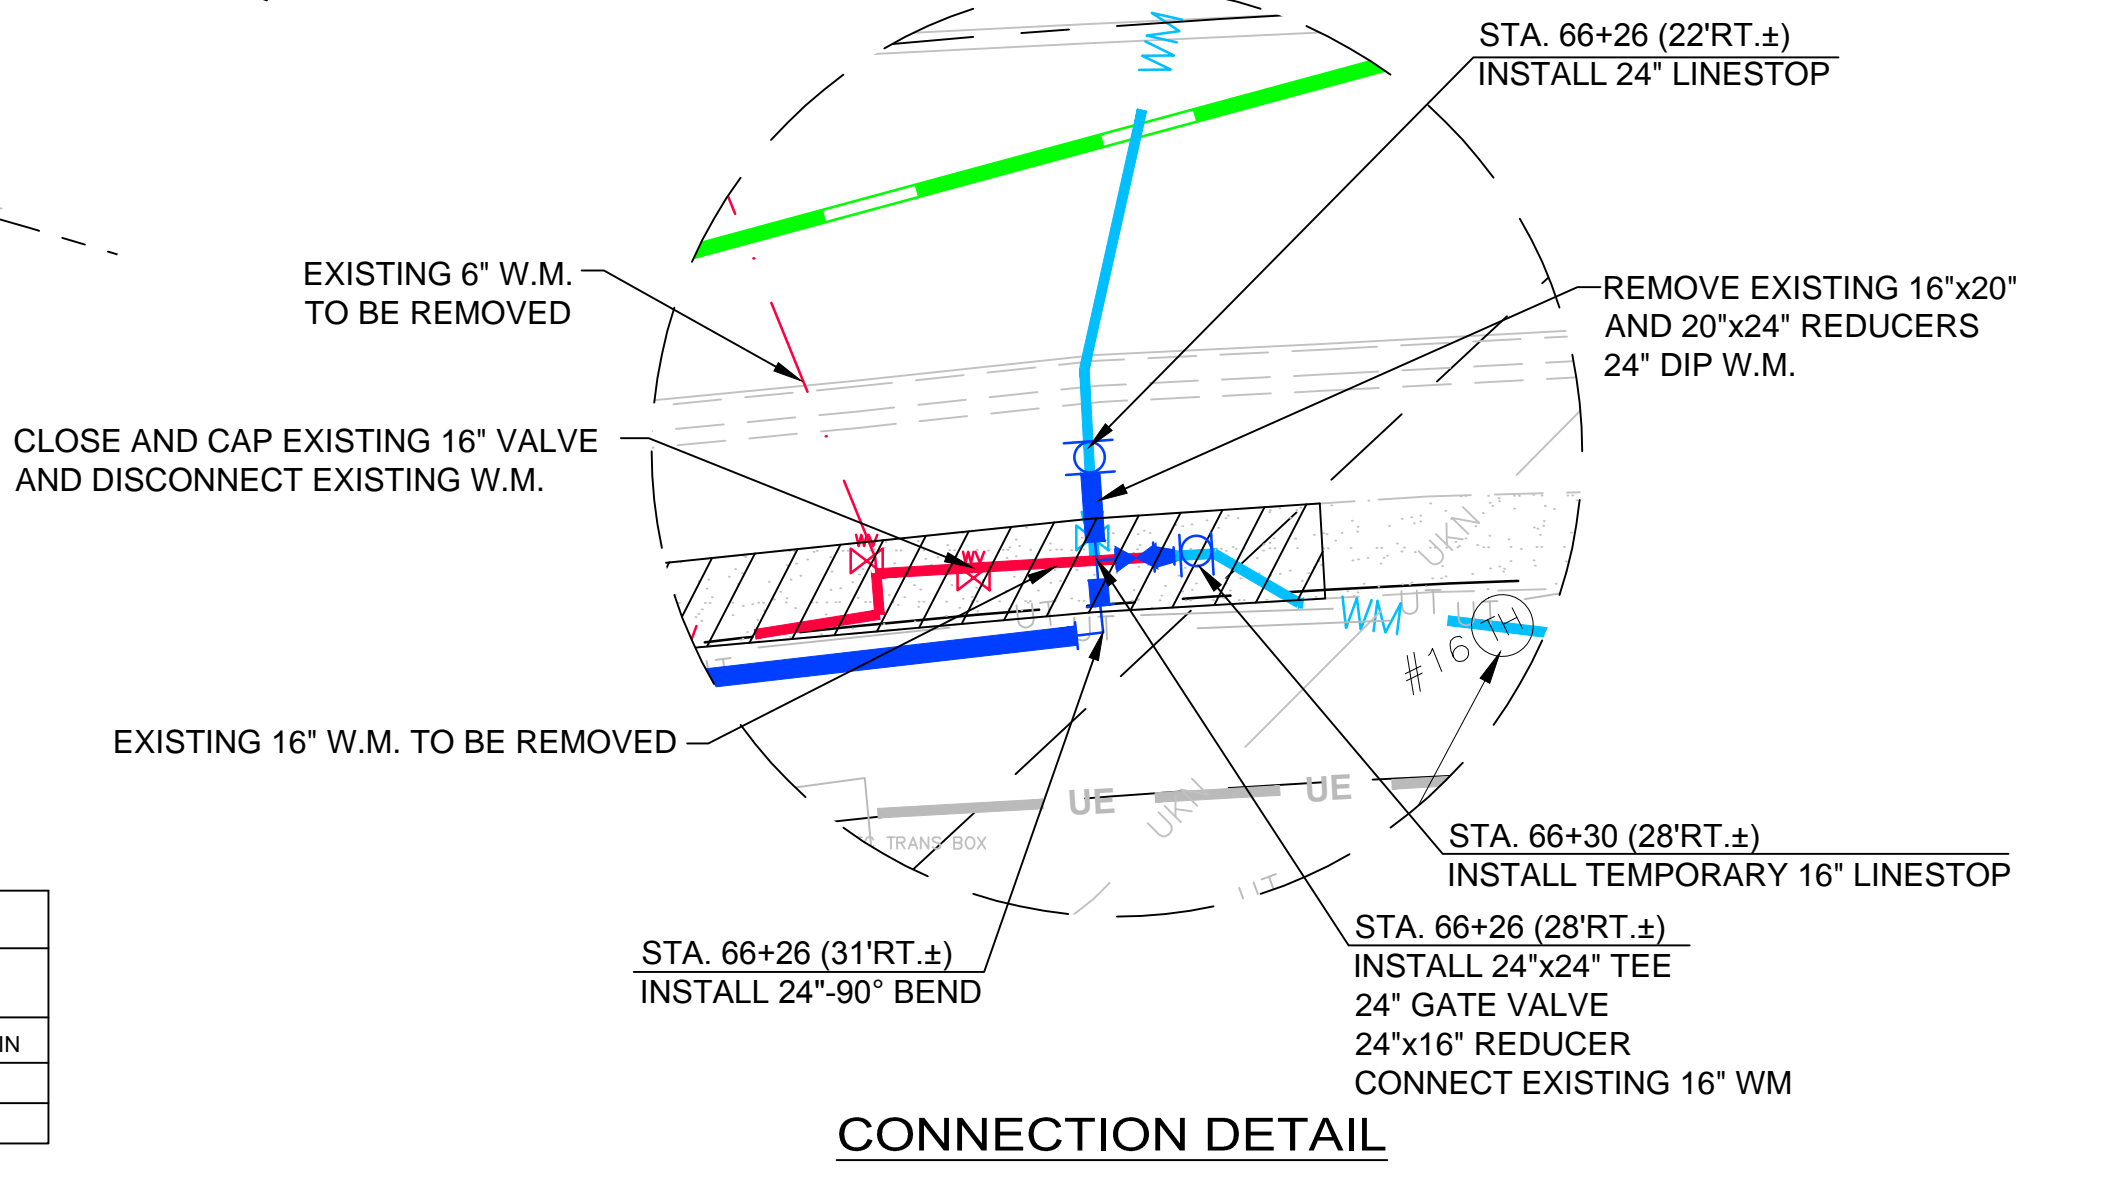 STA. 66+26 (22'RT.±)
INSTALL 24" LINESTOP
EXISTING 6" W.M.
TO BE REMOVED
REMOVE EXISTING 16"x20"
AND 20"x24" REDUCERS
24" DIP W.M.
CLOSE AND CAP EXISTING 16" VALVE
AND DISCONNECT EXISTING W.M.
WV
WV
UKN
UT
UT
UT
UT
WM
TH
#16
EXISTING 16" W.M. TO BE REMOVED
UE
UE
UKN
TRANS BOX
STA. 66+30 (28'RT.±)
INSTALL TEMPORARY 16" LINESTOP
STA. 66+26 (31'RT.±)
INSTALL 24"-90° BEND
STA. 66+26 (28'RT.±)
INSTALL 24"x24" TEE
24" GATE VALVE
24"x16" REDUCER
CONNECT EXISTING 16" WM
CONNECTION DETAIL